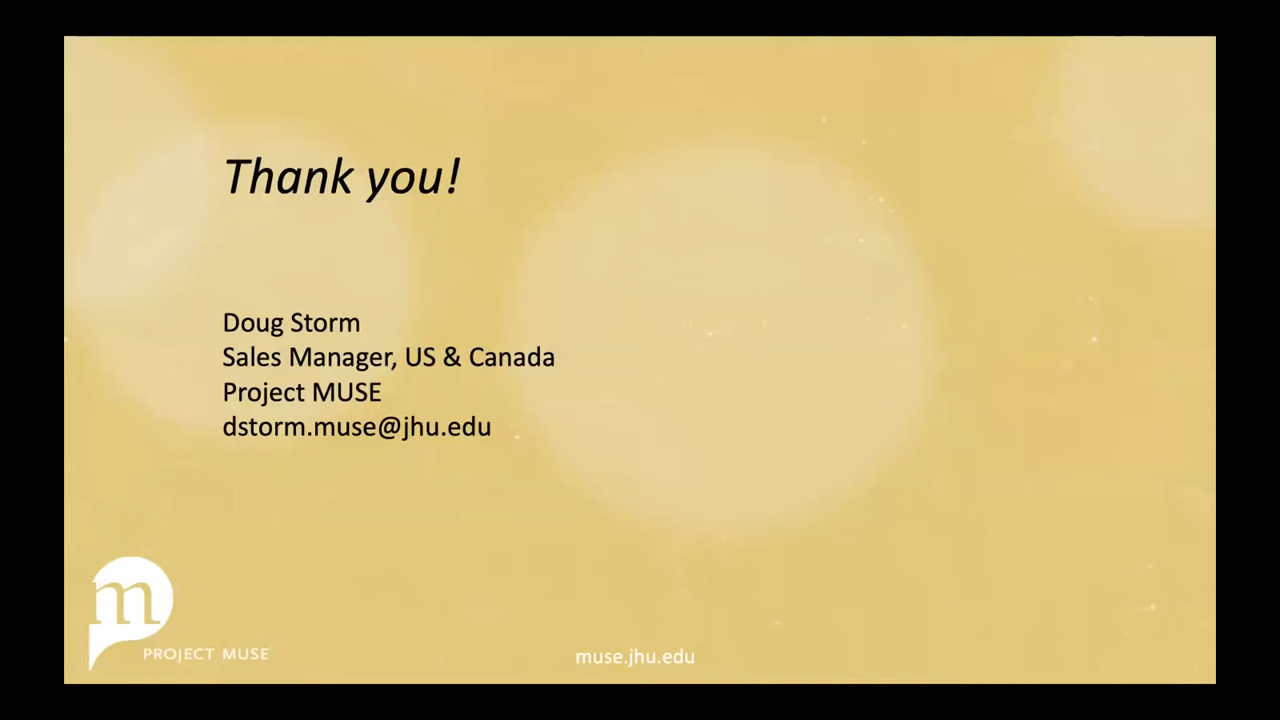 Thank you!
Doug Storm
Sales Manager, US & Canada
Project MUSE
dstorm.muse@jhu.edu
m
PROJECT MUSE
muse.jhu.edu